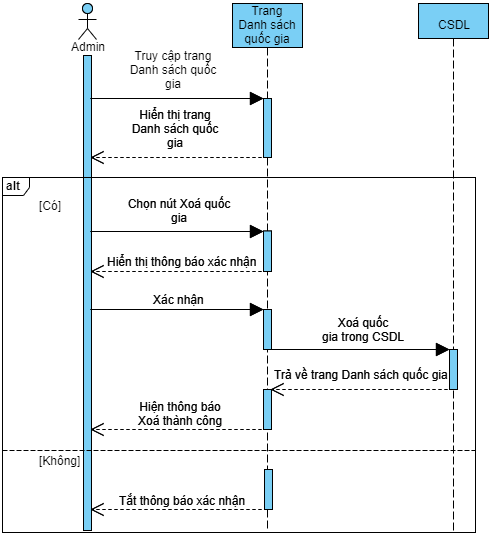 Trang
Danh sách
quốc gia
CSDL
Admin
Truy cập trang
Danh sách quốc
gia
Hiển thị trang
Danh sách quốc
gia
alt
[Có]
Chọn nút Xoá quốc
gia
Hiển thị thông báo xác nhận
Xác nhận
Xoá quốc
gia trong CSDL
Trả về trang Danh sách quốc gia
Hiện thông báo
Xoá thành công
[Không]
Tắt thông báo xác nhận